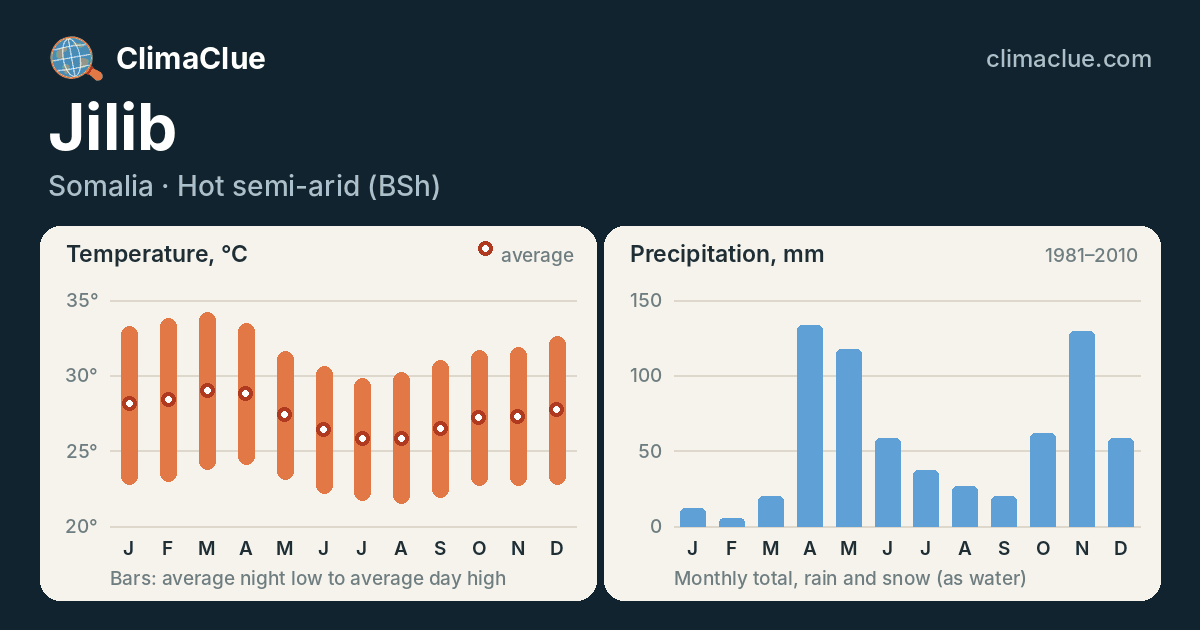 ClimaClue
climaclue.com
Jilib
Somalia · Hot semi-arid (BSh)
Temperature, °C
average
35°
30°
25°
20°
J F M A M J J A S O N D
Bars: average night low to average day high
Precipitation, mm
1981–2010
150
100
50
0
J F M A M J J A S O N D
Monthly total, rain and snow (as water)